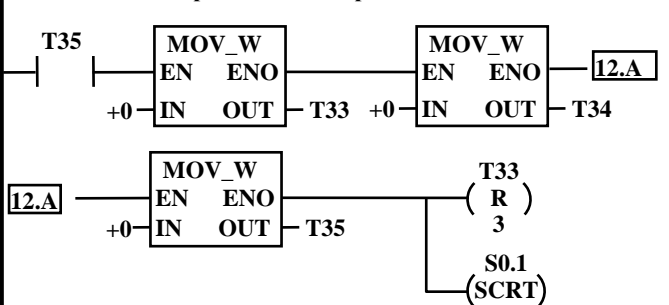 T35
MOV_W
MOV_W
EN ENO
EN ENO
12.A
+0 IN OUT T33
+0 IN OUT T34
MOV_W
T33
12.A
EN ENO
( R )
+0 IN OUT T35
3
S0.1
(SCRT)